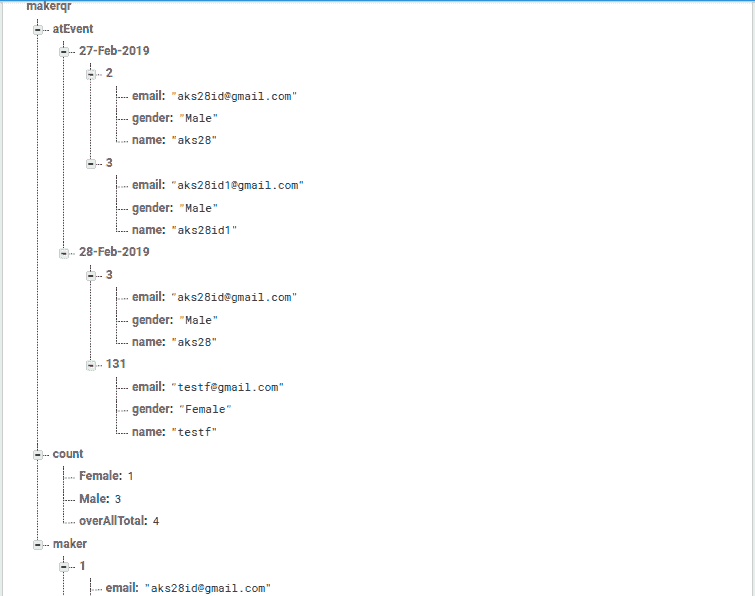 makerqr
atEvent
27-Feb-2019
2
email: "aks28id@gmail.com"
gender: "Male"
name: "aks28"
3
email: "aks28id1@gmail.com"
gender: "Male"
name: "aks28id1"
28-Feb-2019
3
email: "aks28id@gmail.com"
gender: "Male"
name: "aks28"
131
email: "testf@gmail.com"
gender: "Female"
name: "testf"
count
Female: 1
Male: 3
overAllTotal: 4
maker
1
email: "aks28id@gmail.com"